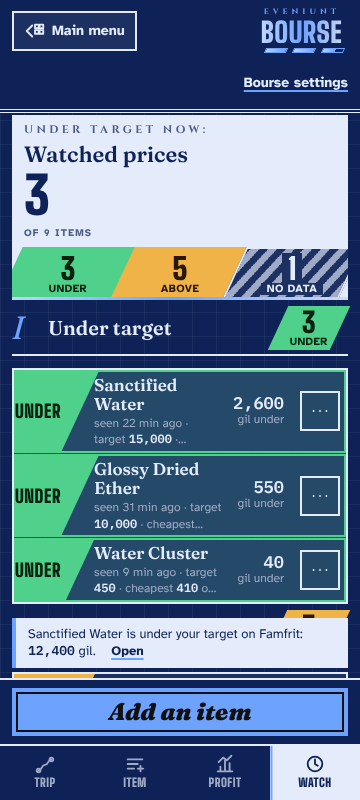 Main menu
EVENIUNT
BOURSE
Bourse settings
UNDER TARGET NOW:
Watched prices
3
OF 9 ITEMS
3
UNDER
5
ABOVE
1
NO DATA
I
Under target
3
UNDER
UNDER
Sanctified
Water
seen 22 min ago ·
target 15,000 ·...
2,600
gil under
...
UNDER
Glossy Dried
Ether
seen 31 min ago · target
10,000 · cheapest...
550
gil under
...
UNDER
Water Cluster
seen 9 min ago · target
450 · cheapest 410 o...
40
gil under
...
Sanctified Water is under your target on Famfrit:
12,400 gil. Open
Add an item
TRIP
ITEM
PROFIT
WATCH